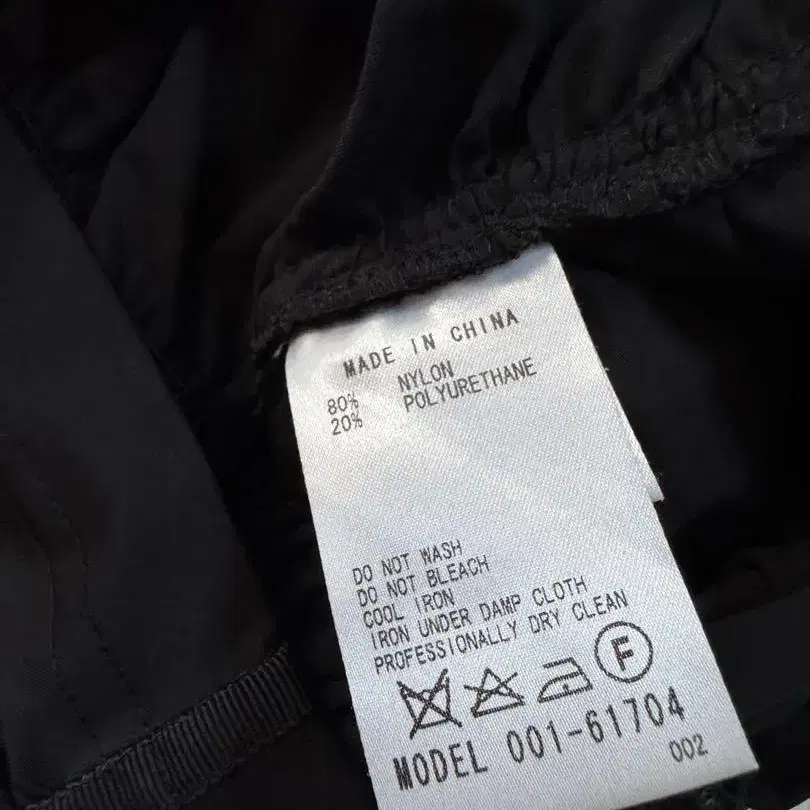 MADE IN CHINA
80% NYLON
20% POLYURETHANE
DO NOT WASH
DO NOT BLEACH
COOL IRON
IRON UNDER DAMP CLOTH
PROFESSIONALLY DRY CLEAN
F
MODEL 001-61704
002